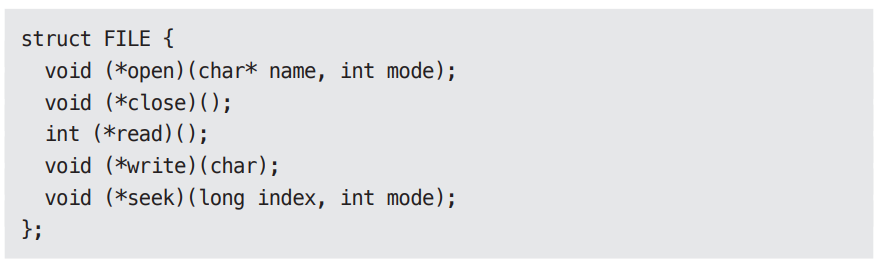 struct FILE {
  void (*open)(char* name, int mode);
  void (*close)();
  int (*read)();
  void (*write)(char);
  void (*seek)(long index, int mode);
};